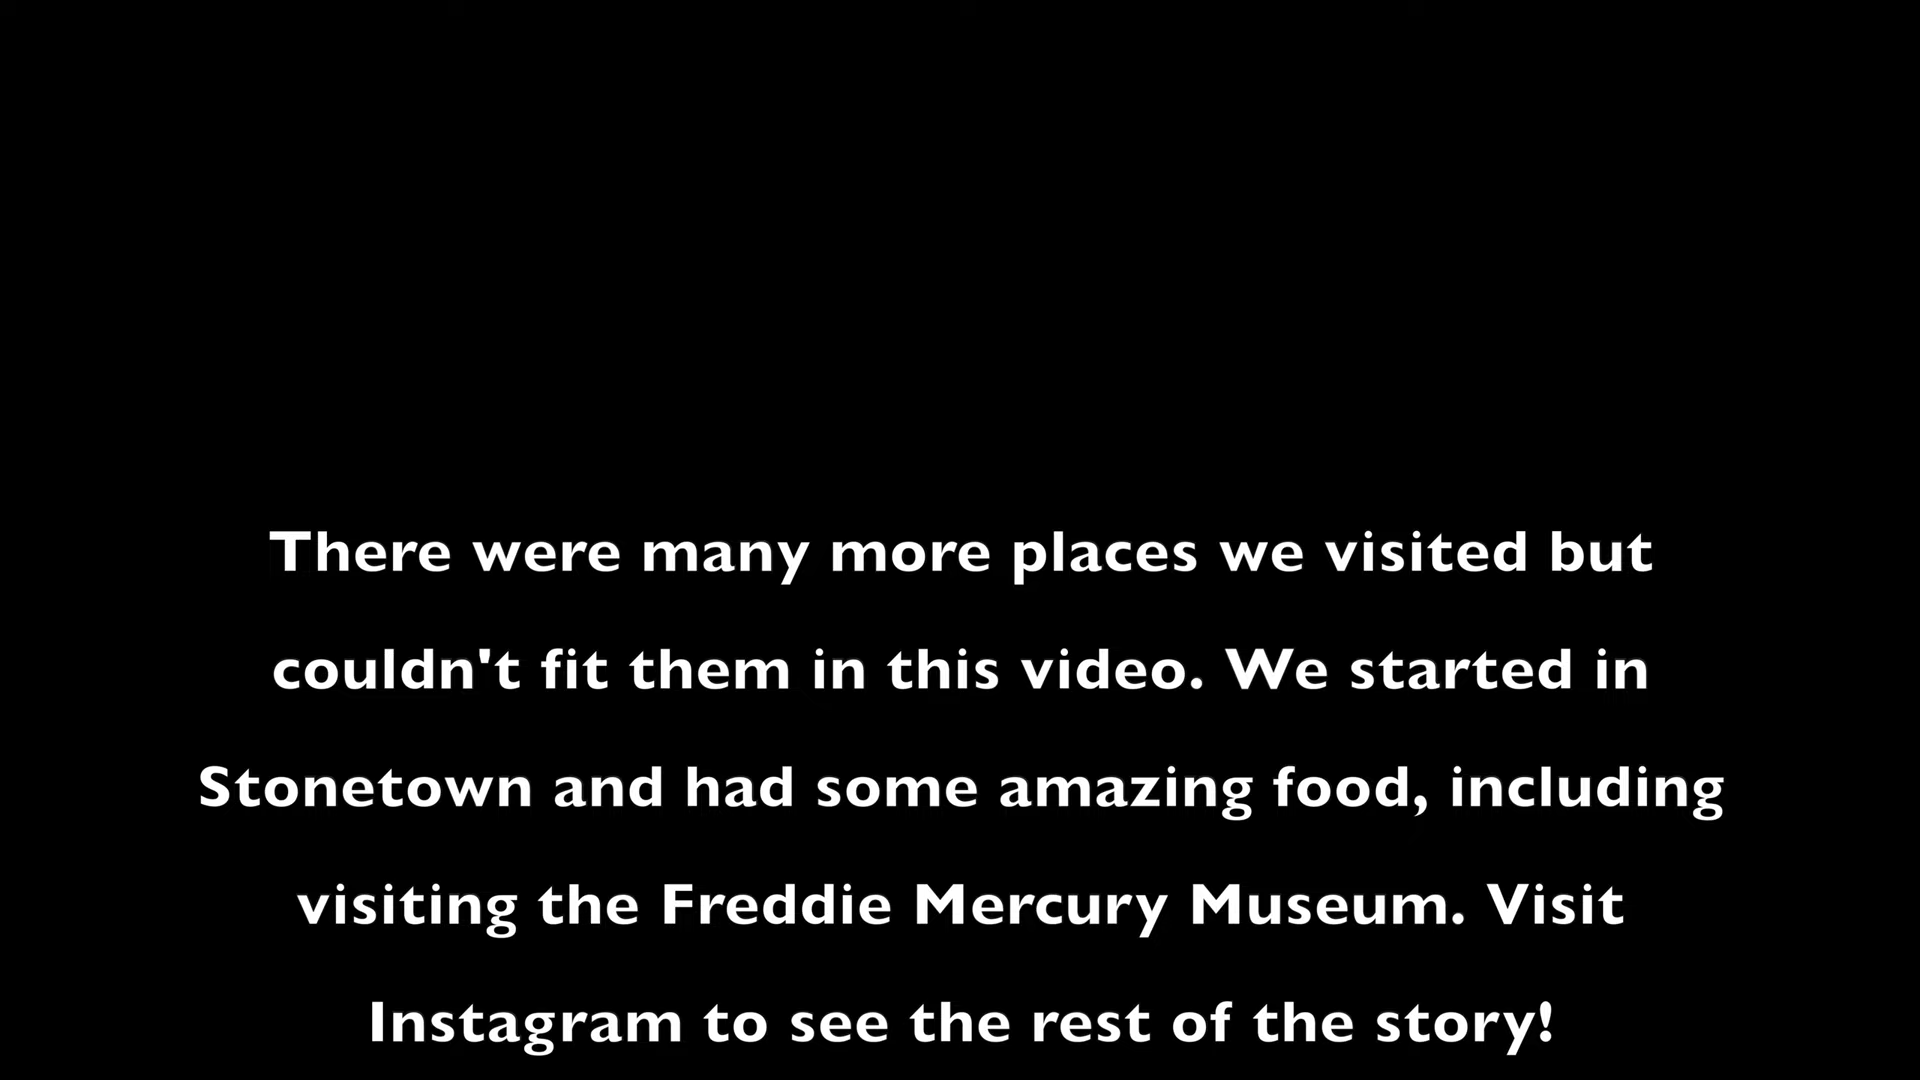 There were many more places we visited but
couldn't fit them in this video. We started in
Stonetown and had some amazing food, including
visiting the Freddie Mercury Museum. Visit
Instagram to see the rest of the story!